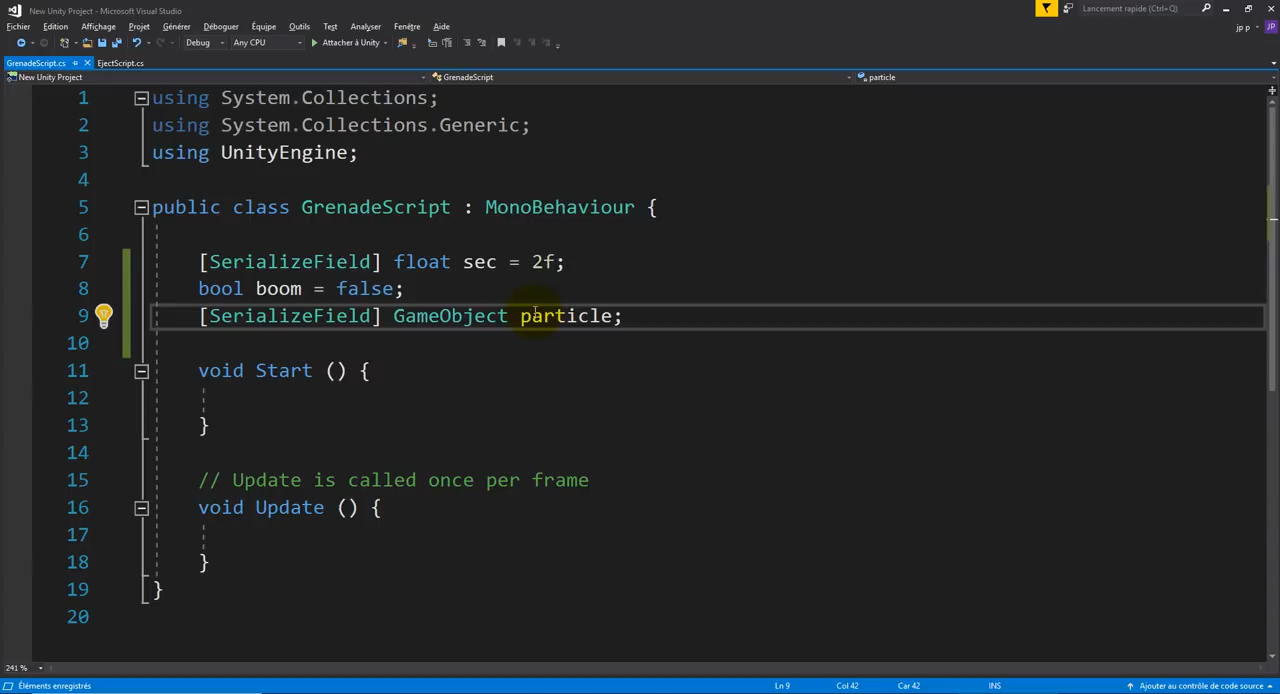 New Unity Project - Microsoft Visual Studio
Lancement rapide (Ctrl+Q)
Fichier Edition Affichage Projet Générer Déboguer Équipe Outils Test Analyser Fenêtre Aide
jp p JP
Debug Any CPU Attacher à Unity
GrenadeScript.cs EjectScript.cs
New Unity Project GrenadeScript particle
1 using System.Collections;
2 using System.Collections.Generic;
3 using UnityEngine;
4
5 public class GrenadeScript : MonoBehaviour {
6
7 [SerializeField] float sec = 2f;
8 bool boom = false;
9 [SerializeField] GameObject particle;
10
11 void Start () {
12
13 }
14
15 // Update is called once per frame
16 void Update () {
17
18 }
19 }
20
241 %
Éléments enregistrés Ln 9 Col 42 Car 42 INS Ajouter au contrôle de code source